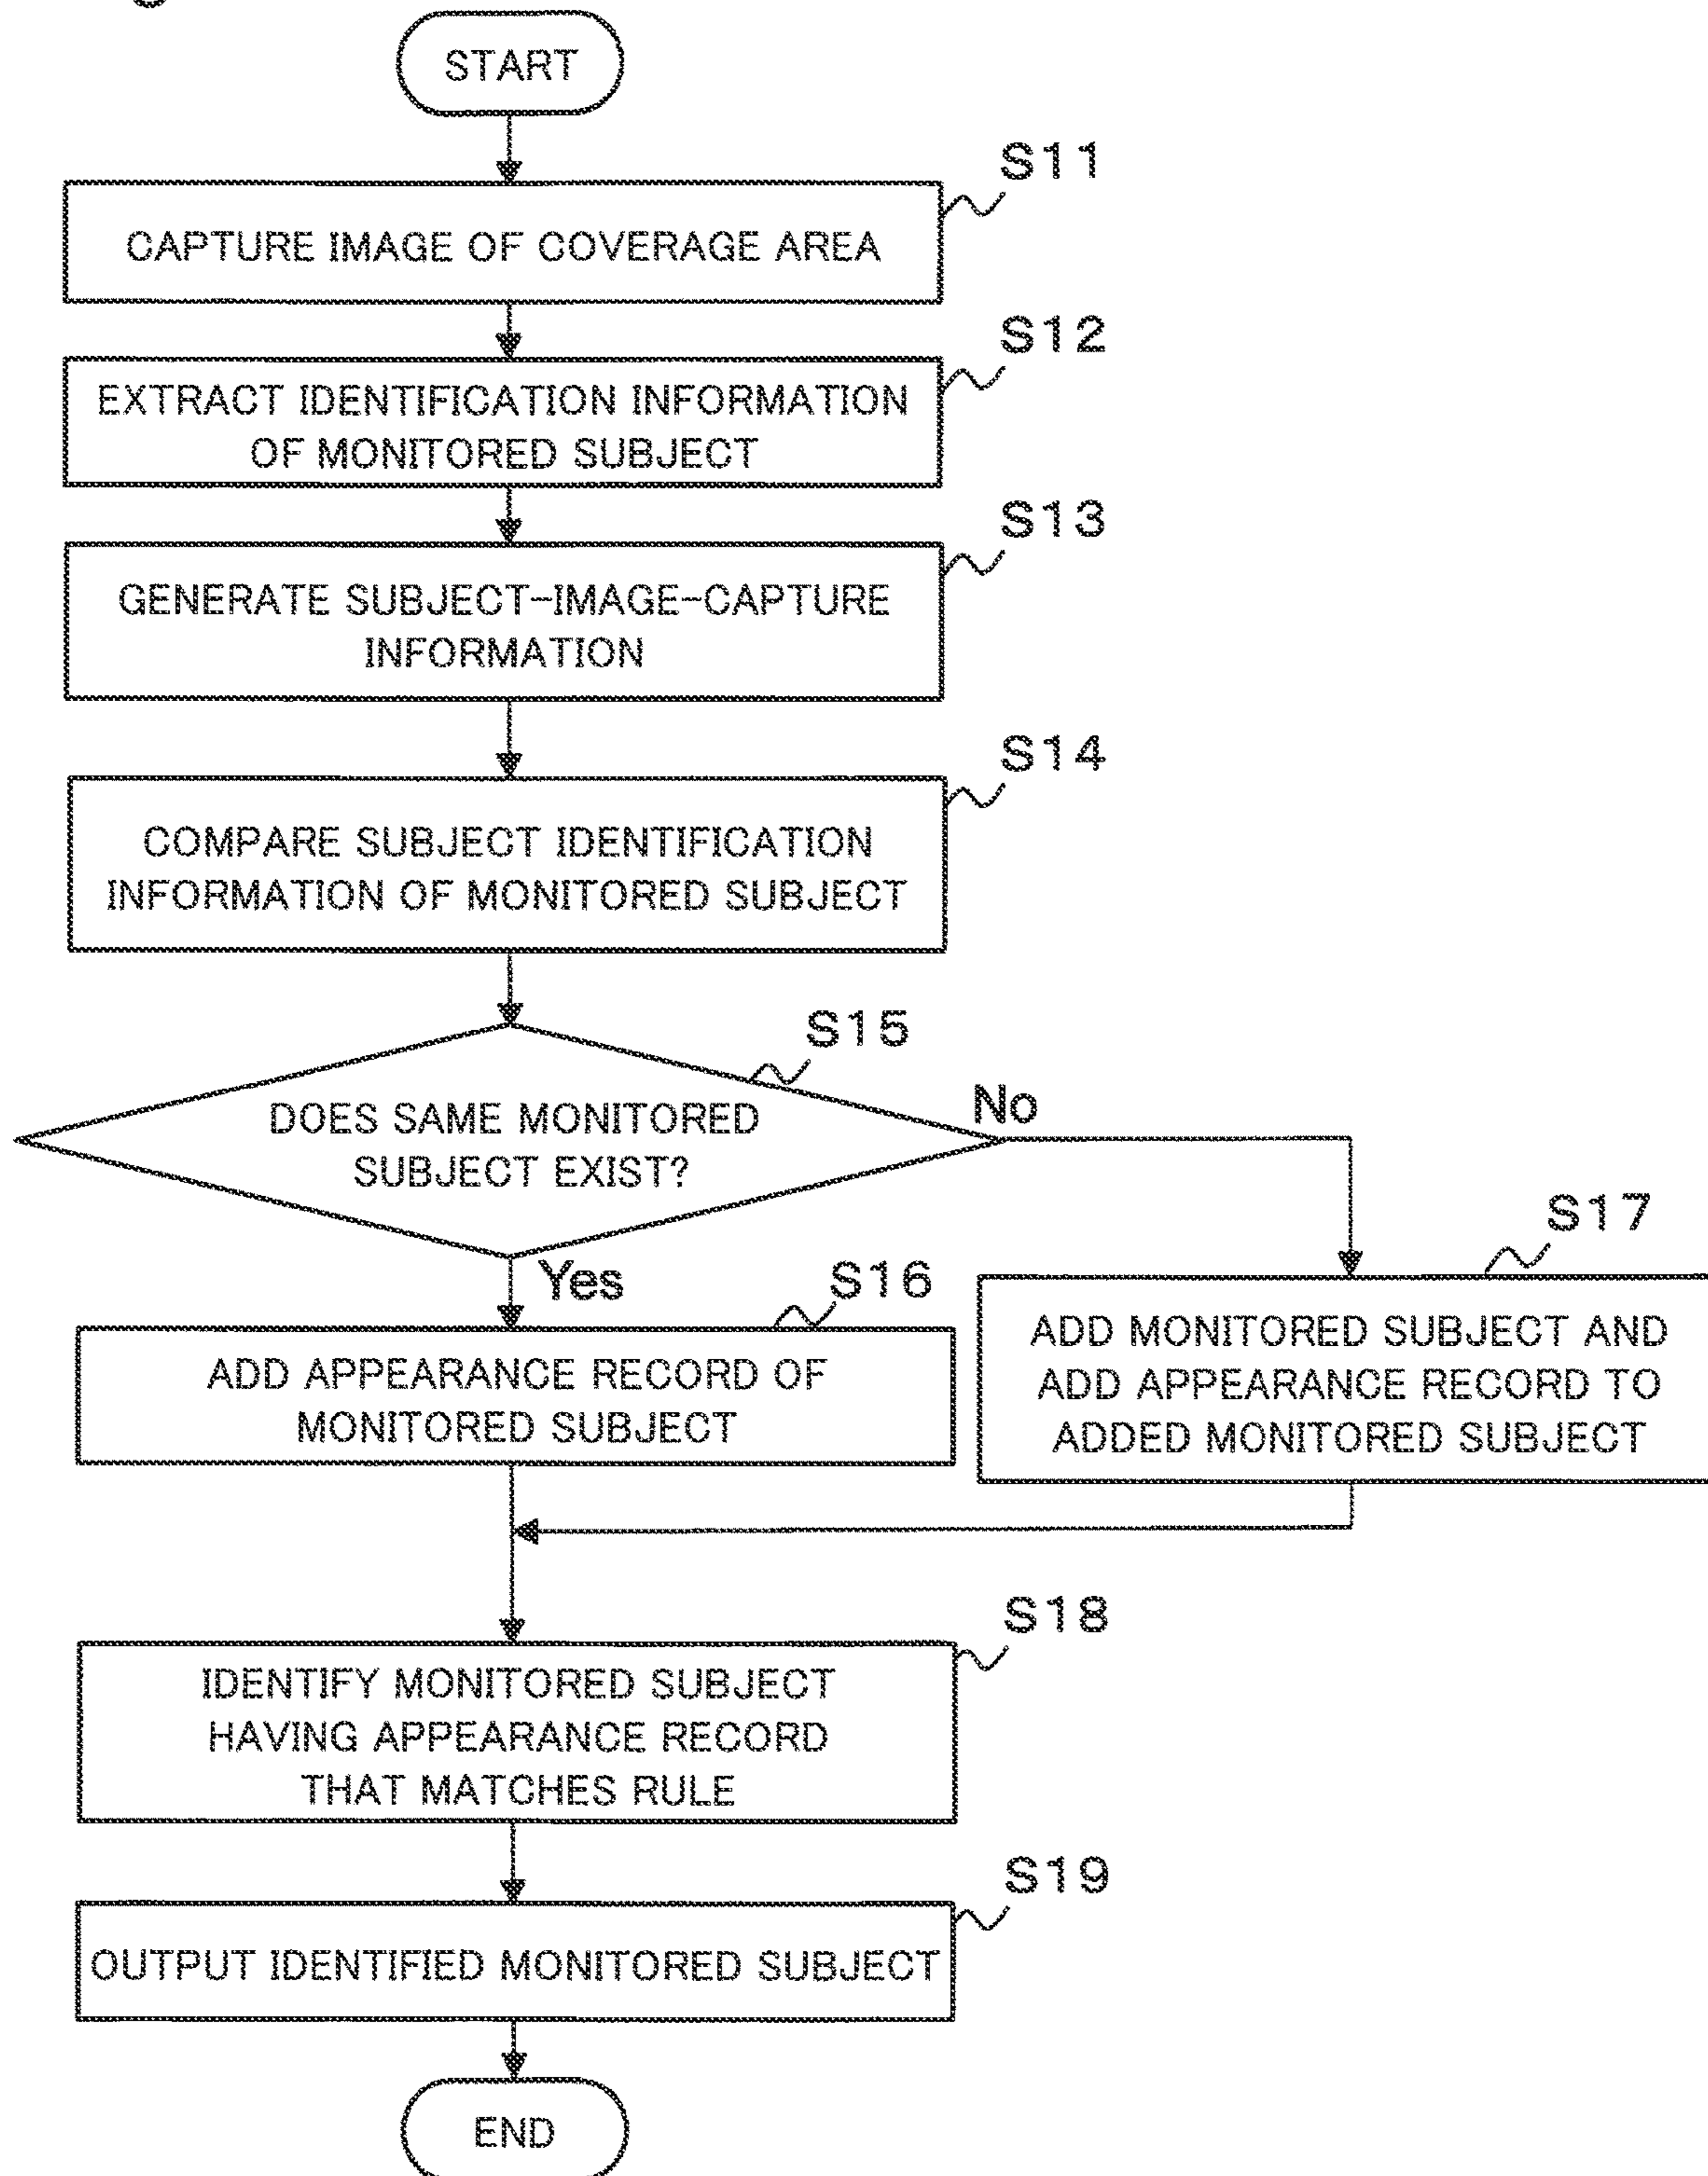 START
S11
CAPTURE IMAGE OF COVERAGE AREA
S12
EXTRACT IDENTIFICATION INFORMATION
OF MONITORED SUBJECT
S13
GENERATE SUBJECT-IMAGE-CAPTURE
INFORMATION
S14
COMPARE SUBJECT IDENTIFICATION
INFORMATION OF MONITORED SUBJECT
S15
DOES SAME MONITORED
SUBJECT EXIST?
No
Yes
S16
ADD APPEARANCE RECORD OF
MONITORED SUBJECT
S17
ADD MONITORED SUBJECT AND
ADD APPEARANCE RECORD TO
ADDED MONITORED SUBJECT
S18
IDENTIFY MONITORED SUBJECT
HAVING APPEARANCE RECORD
THAT MATCHES RULE
S19
OUTPUT IDENTIFIED MONITORED SUBJECT
END